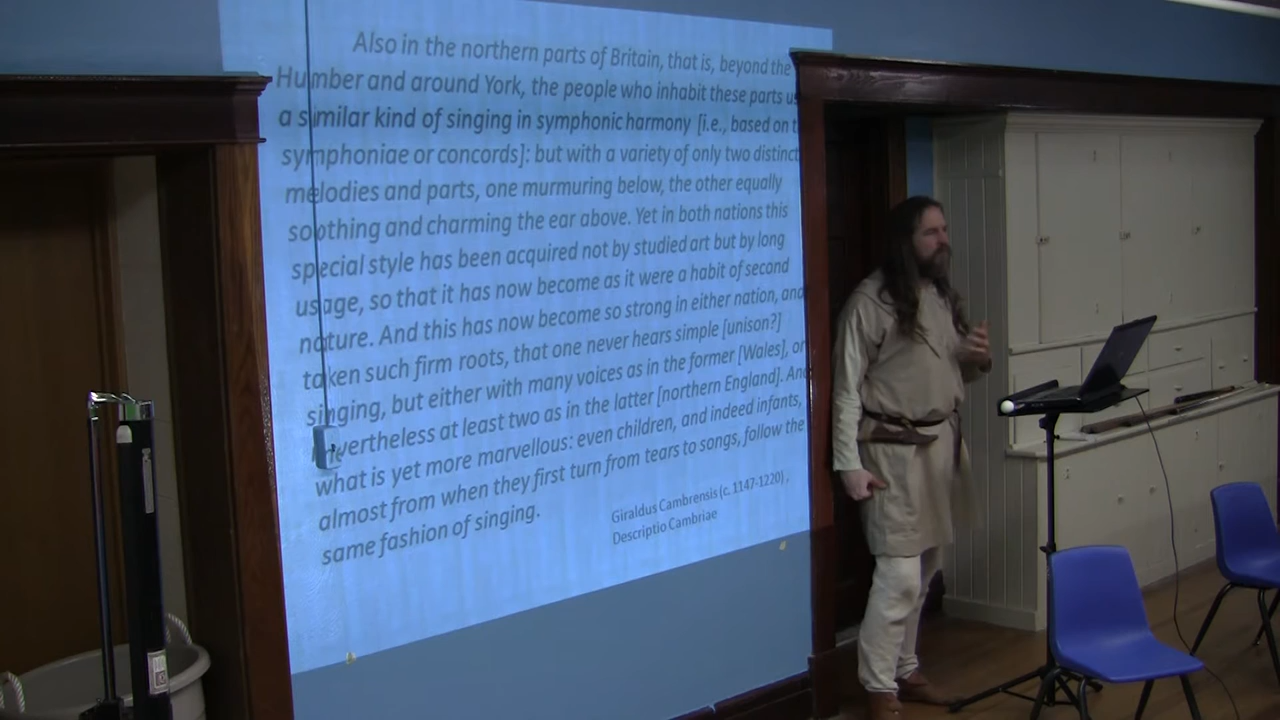 Also in the northern parts of Britain, that is, beyond the
Humber and around York, the people who inhabit these parts us
a similar kind of singing in symphonic harmony [i.e., based on t
symphoniae or concords]: but with a variety of only two distinct
melodies and parts, one murmuring below, the other equally
soothing and charming the ear above. Yet in both nations this
special style has been acquired not by studied art but by long
usage, so that it has now become as it were a habit of second
nature. And this has now become so strong in either nation, and
taken such firm roots, that one never hears simple [unison?]
singing, but either with many voices as in the former [Wales], or
nevertheless at least two as in the latter [northern England]. And
what is yet more marvellous: even children, and indeed infants,
almost from when they first turn from tears to songs, follow the
same fashion of singing.
Giraldus Cambrensis (c. 1147-1220),
Descriptio Cambriae